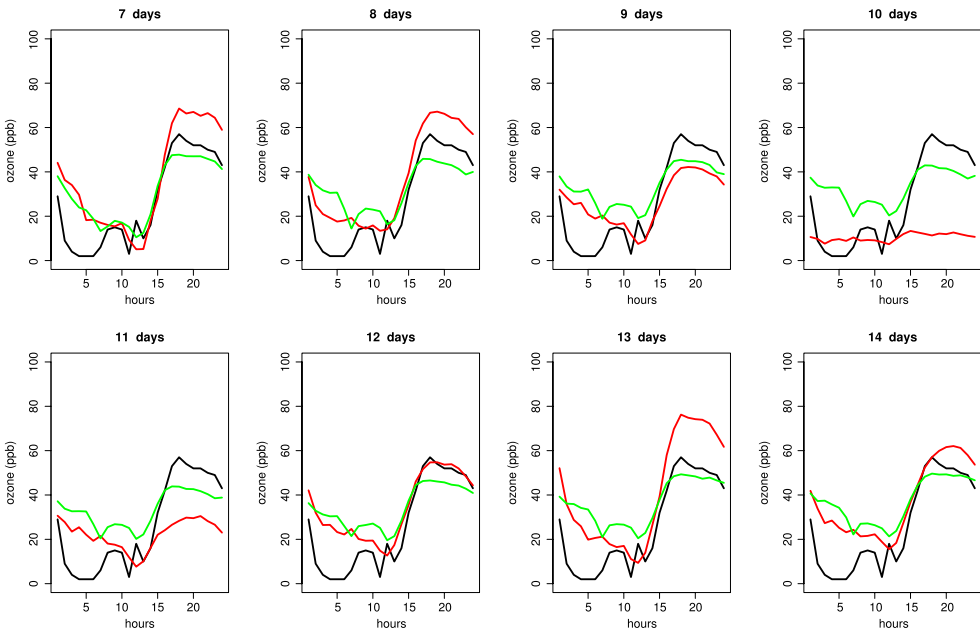 7 days
8 days
9 days
10 days
ozone (ppb)
0 20 40 60 80 100
5 10 15 20
hours
ozone (ppb)
0 20 40 60 80 100
5 10 15 20
hours
ozone (ppb)
0 20 40 60 80 100
5 10 15 20
hours
ozone (ppb)
0 20 40 60 80 100
5 10 15 20
hours
11 days
12 days
13 days
14 days
ozone (ppb)
0 20 40 60 80 100
5 10 15 20
hours
ozone (ppb)
0 20 40 60 80 100
5 10 15 20
hours
ozone (ppb)
0 20 40 60 80 100
5 10 15 20
hours
ozone (ppb)
0 20 40 60 80 100
5 10 15 20
hours